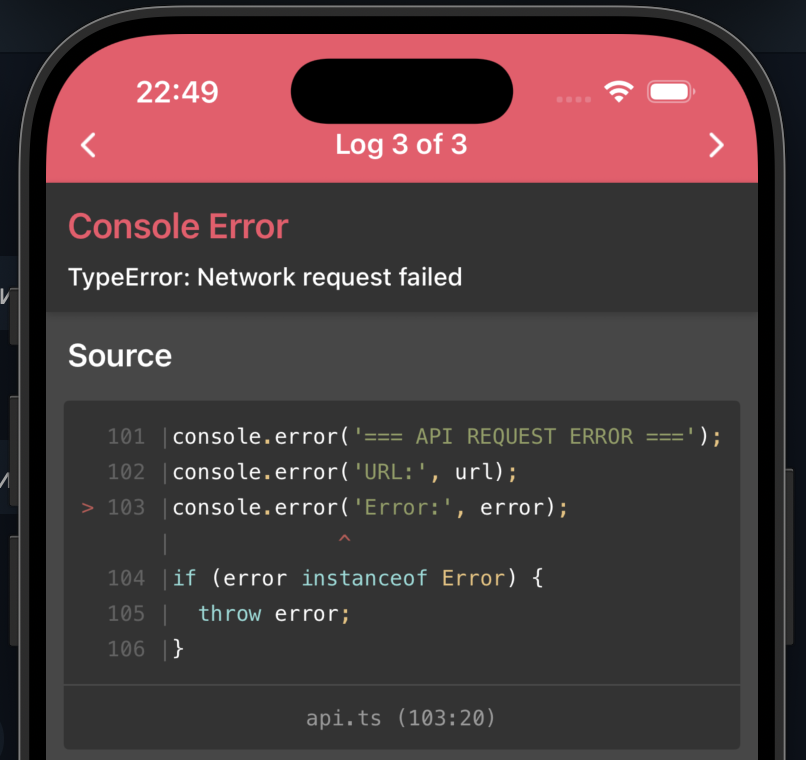 22:49
Log 3 of 3
Console Error
TypeError: Network request failed
Source
101 |console.error('=== API REQUEST ERROR ===');
102 |console.error('URL:', url);
> 103 |console.error('Error:', error);
| ^
104 |if (error instanceof Error) {
105 |  throw error;
106 |}
api.ts (103:20)